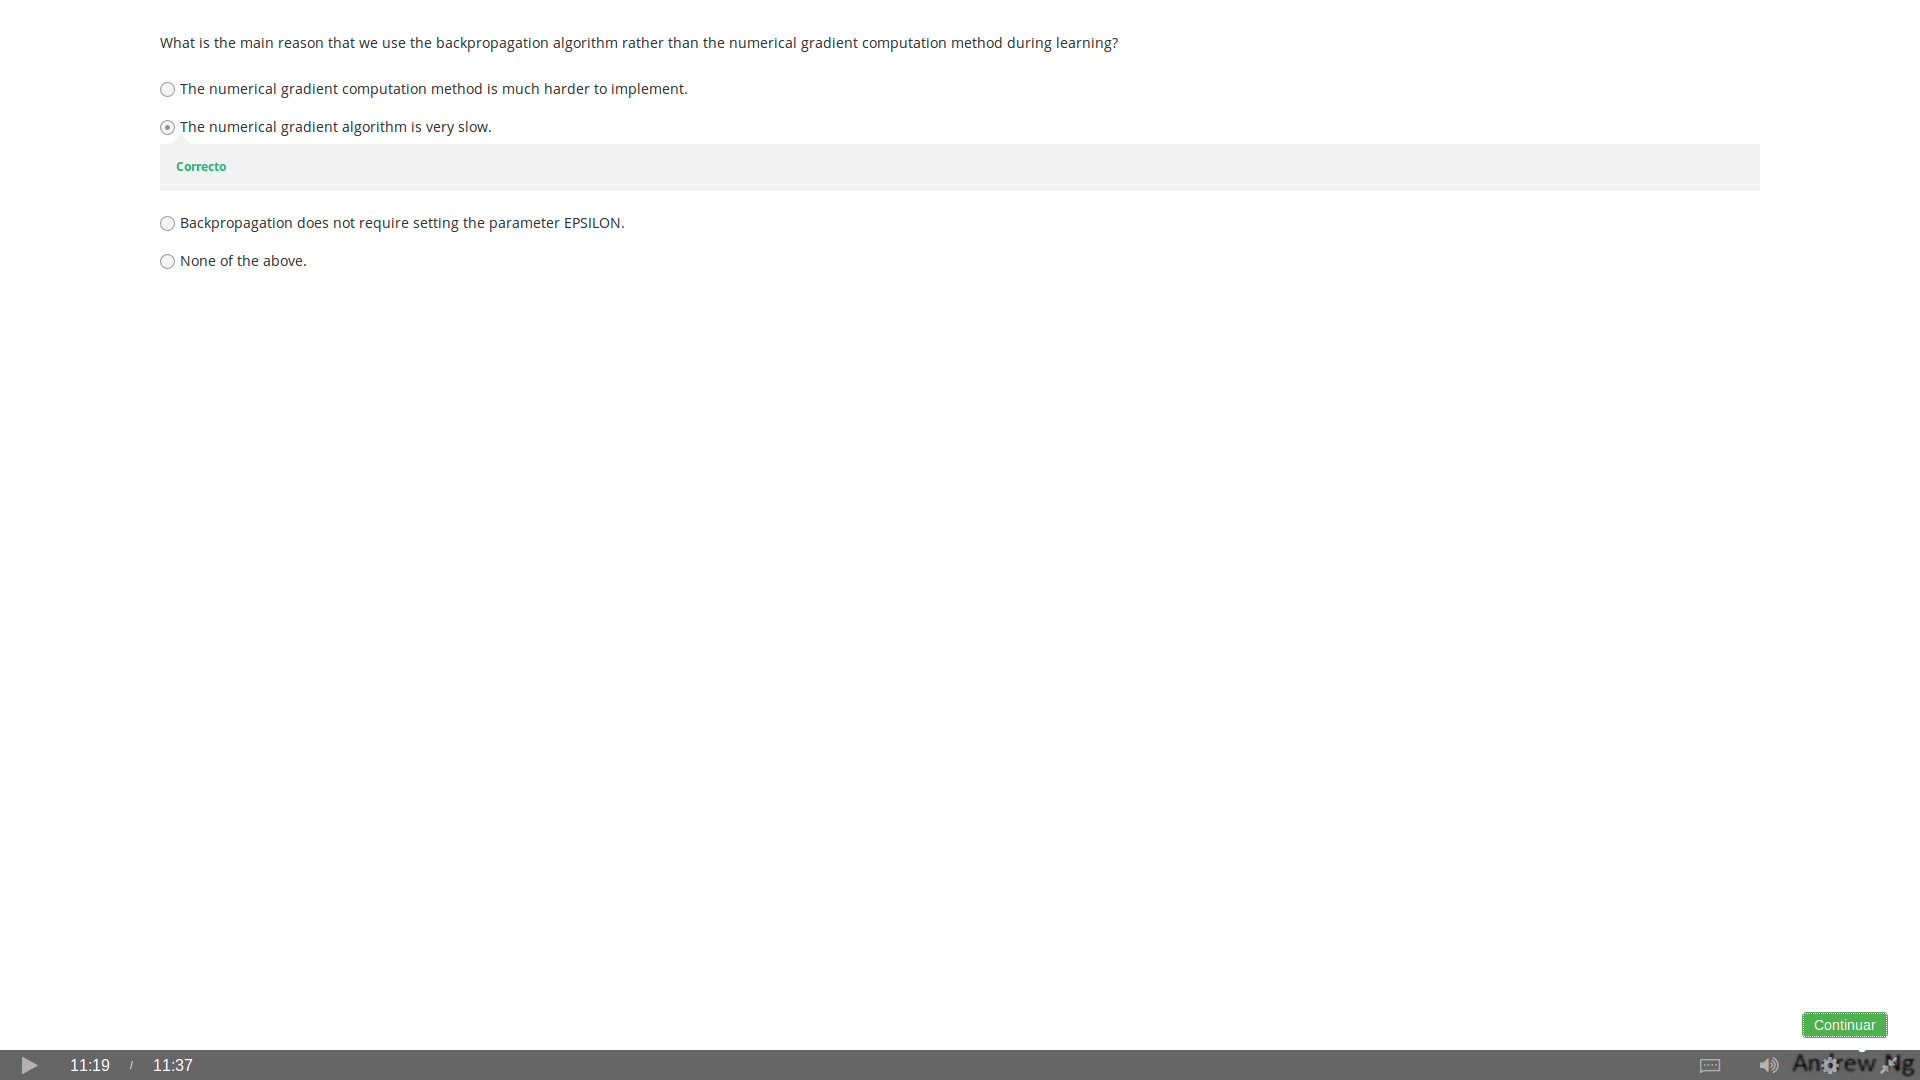 What is the main reason that we use the backpropagation algorithm rather than the numerical gradient computation method during learning?
The numerical gradient computation method is much harder to implement.
The numerical gradient algorithm is very slow.
Correcto
Backpropagation does not require setting the parameter EPSILON.
None of the above.
Continuar
11:19 / 11:37
Andrew Ng